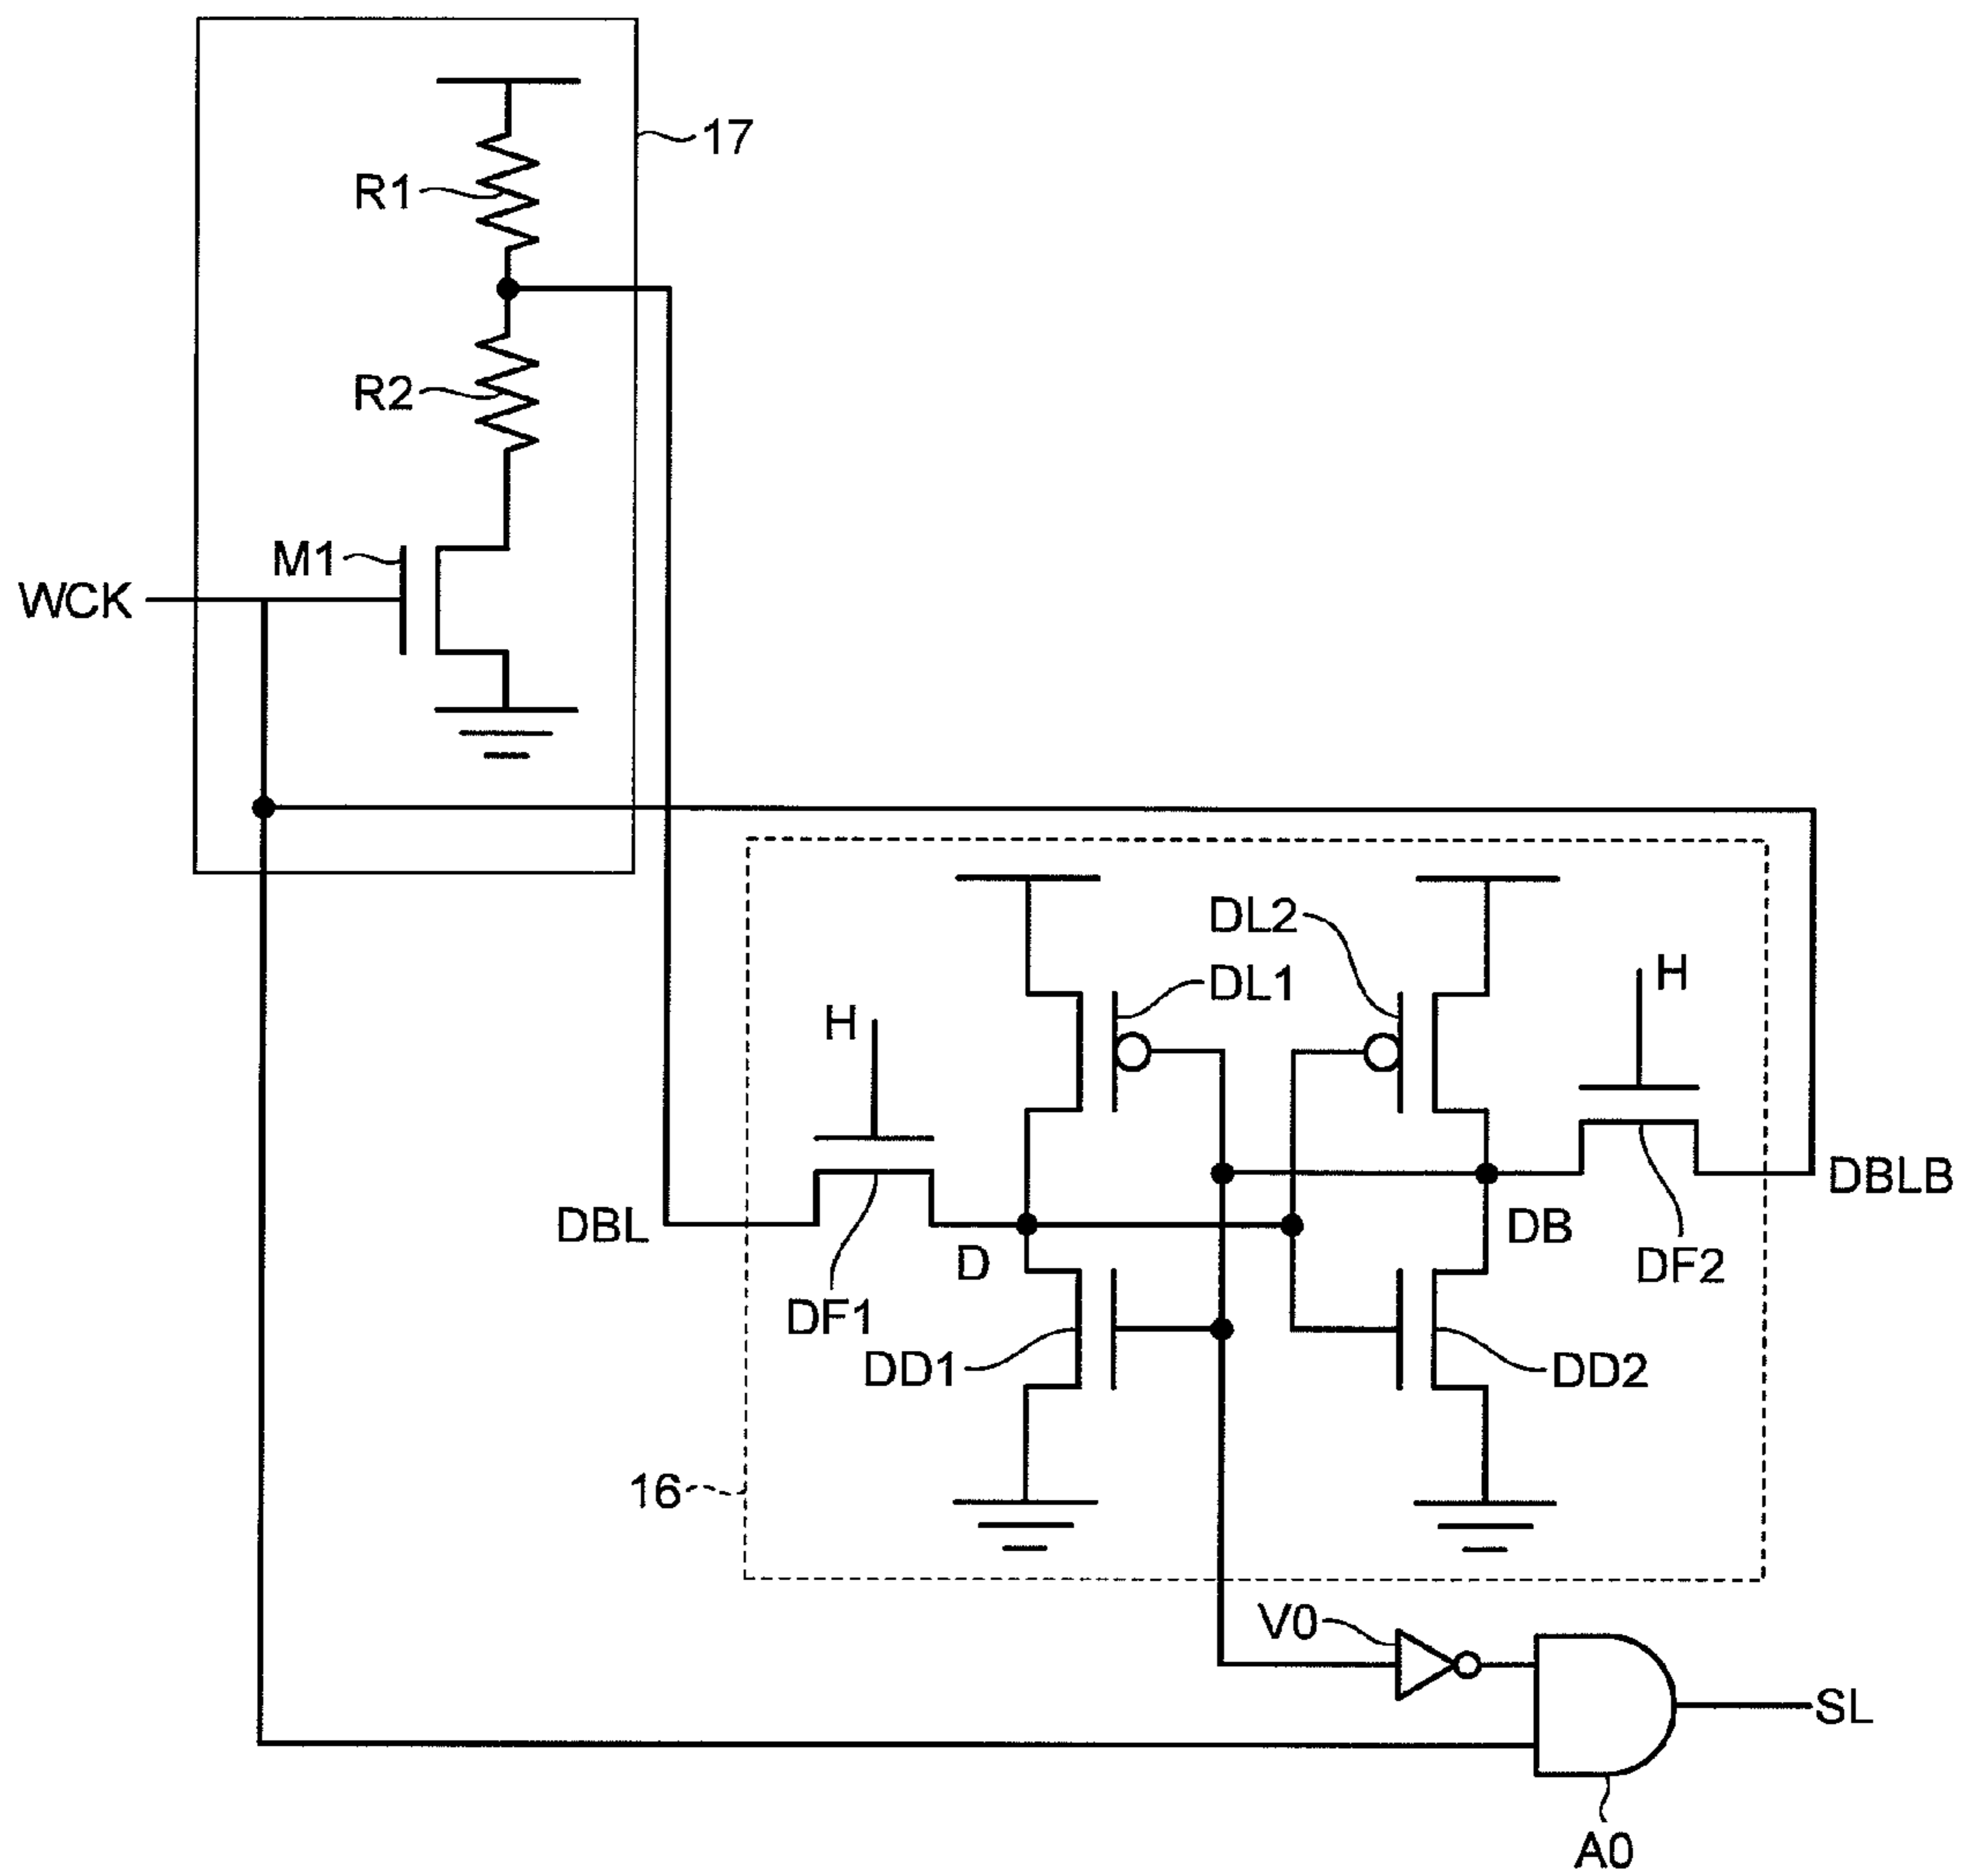 17
R1
R2
M1
WCK
DL2
DL1
H
H
DBLB
DBL
D
DB
DF2
DF1
DD1
DD2
16
V0
SL
A0